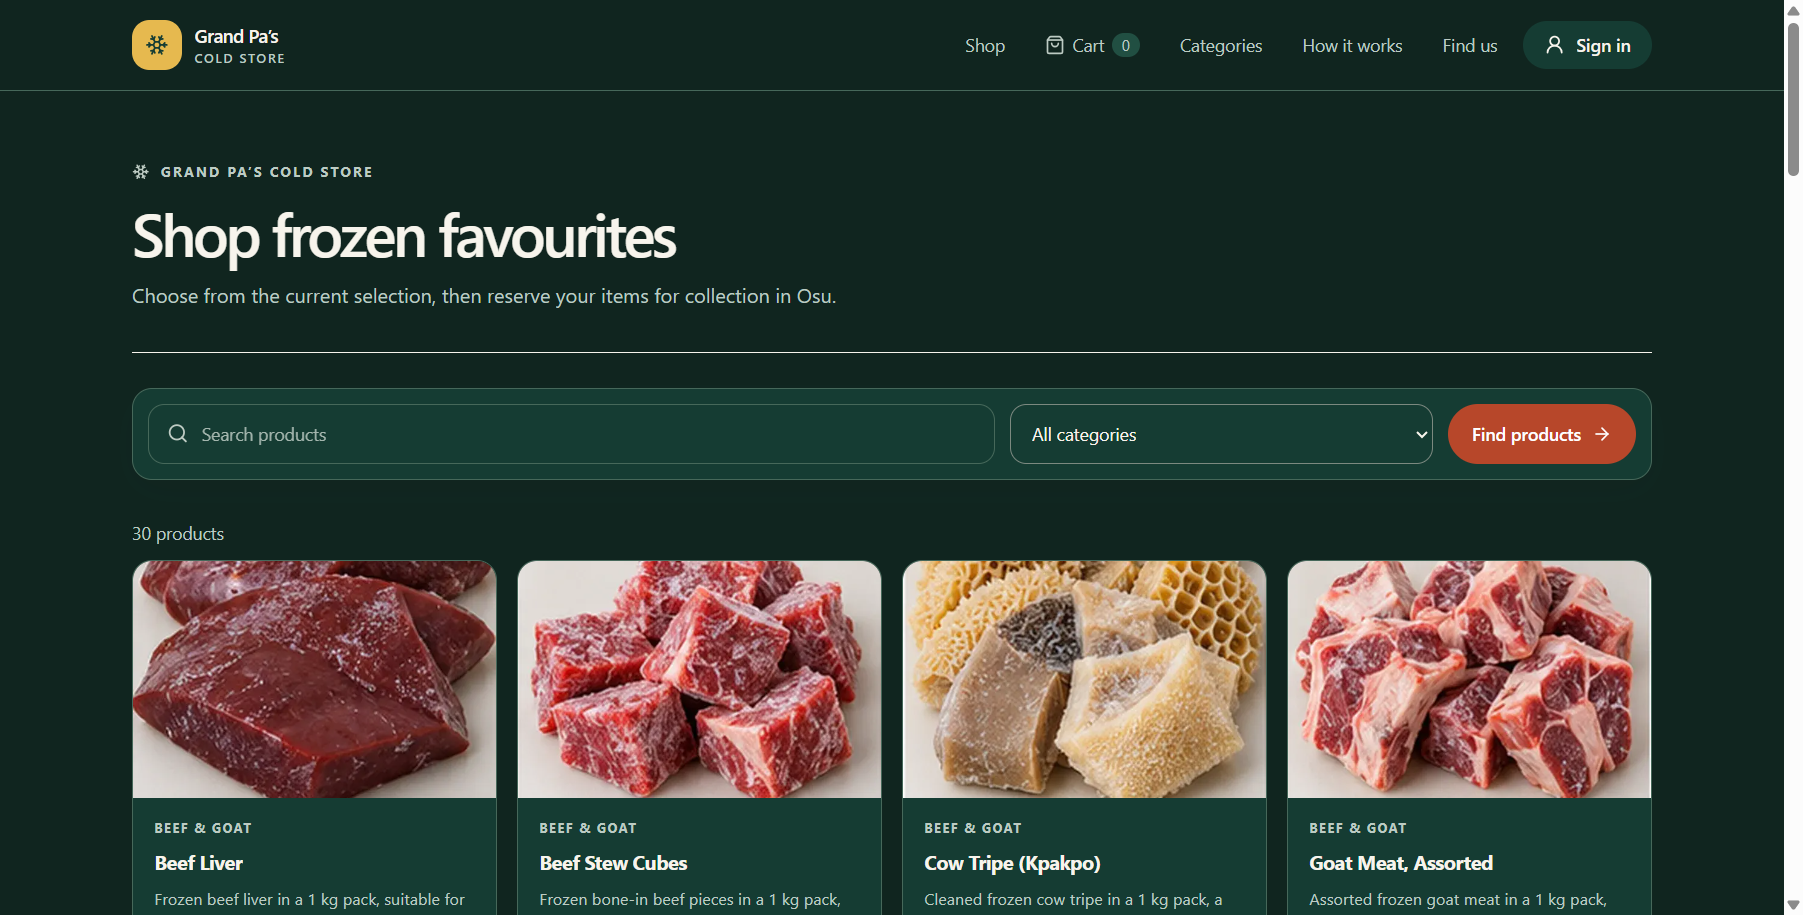 Grand Pa's
COLD STORE
Shop
Cart 0
Categories
How it works
Find us
Sign in
GRAND PA'S COLD STORE
Shop frozen favourites
Choose from the current selection, then reserve your items for collection in Osu.
Search products
All categories
Find products
30 products
BEEF & GOAT
Beef Liver
Frozen beef liver in a 1 kg pack, suitable for
BEEF & GOAT
Beef Stew Cubes
Frozen bone-in beef pieces in a 1 kg pack,
BEEF & GOAT
Cow Tripe (Kpakpo)
Cleaned frozen cow tripe in a 1 kg pack, a
BEEF & GOAT
Goat Meat, Assorted
Assorted frozen goat meat in a 1 kg pack,